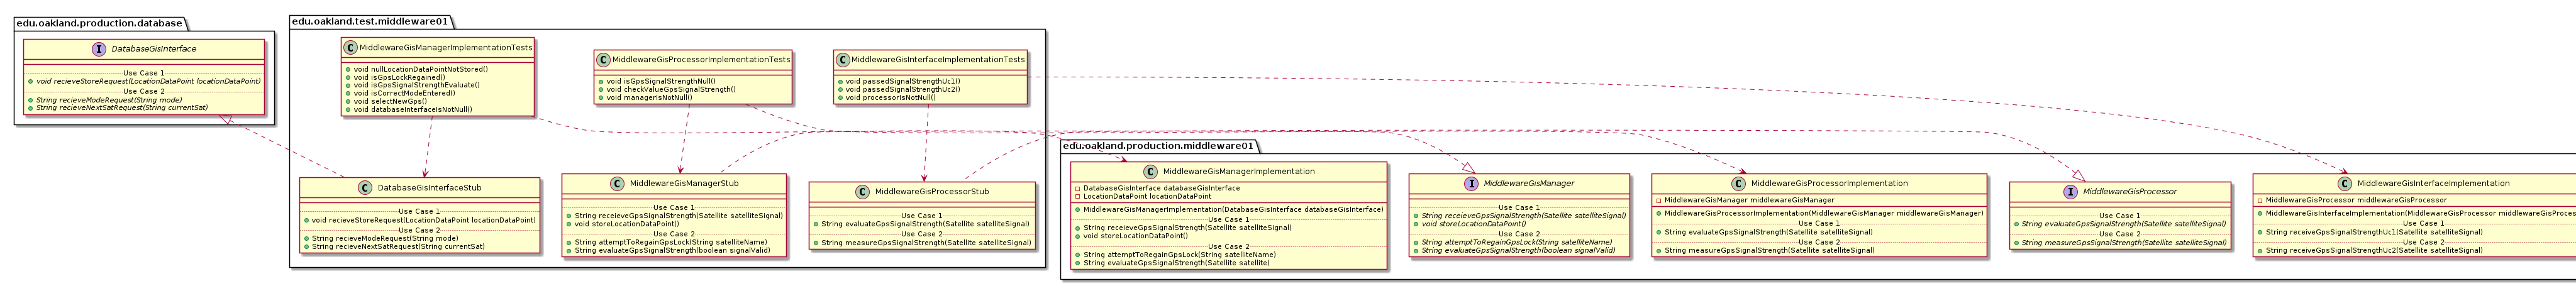 edu.oakland.production.database
I DatabaseGisInterface
Use Case 1
void recieveStoreRequest(LocationDataPoint locationDataPoint)
Use Case 2
String recieveModeRequest(String mode)
String recieveNextSatRequest(String currentSat)
edu.oakland.test.middleware01
C MiddlewareGisManagerImplementationTests
void nullLocationDataPointNotStored()
void isGpsLockRegained()
void isGpsSignalStrengthEvaluate()
void isCorrectModeEntered()
void selectNewGps()
void databaseInterfaceIsNotNull()
C MiddlewareGisProcessorImplementationTests
void isGpsSignalStrengthNull()
void checkValueGpsSignalStrength()
void managerIsNotNull()
C MiddlewareGisInterfaceImplementationTests
void passedSignalStrengthUc1()
void passedSignalStrengthUc2()
void processorIsNotNull()
C DatabaseGisInterfaceStub
Use Case 1
void recieveStoreRequest(LocationDataPoint locationDataPoint)
Use Case 2
String recieveModeRequest(String mode)
String recieveNextSatRequest(String currentSat)
C MiddlewareGisManagerStub
Use Case 1
String receieveGpsSignalStrength(Satellite satelliteSignal)
void storeLocationDataPoint()
Use Case 2
String attemptToRegainGpsLock(String satelliteName)
String evaluateGpsSignalStrength(boolean signalValid)
C MiddlewareGisProcessorStub
Use Case 1
String evaluateGpsSignalStrength(Satellite satelliteSignal)
Use Case 2
String measureGpsSignalStrength(Satellite satelliteSignal)
edu.oakland.production.middleware01
C MiddlewareGisManagerImplementation
DatabaseGisInterface databaseGisInterface
LocationDataPoint locationDataPoint
MiddlewareGisManagerImplementation(DatabaseGisInterface databaseGisInterface)
Use Case 1
String receieveGpsSignalStrength(Satellite satelliteSignal)
void storeLocationDataPoint()
Use Case 2
String attemptToRegainGpsLock(String satelliteName)
String evaluateGpsSignalStrength(Satellite satellite)
I MiddlewareGisManager
Use Case 1
String receieveGpsSignalStrength(Satellite satelliteSignal)
void storeLocationDataPoint()
Use Case 2
String attemptToRegainGpsLock(String satelliteName)
String evaluateGpsSignalStrength(boolean signalValid)
C MiddlewareGisProcessorImplementation
MiddlewareGisManager middlewareGisManager
MiddlewareGisProcessorImplementation(MiddlewareGisManager middlewareGisManager)
Use Case 1
String evaluateGpsSignalStrength(Satellite satelliteSignal)
Use Case 2
String measureGpsSignalStrength(Satellite satelliteSignal)
I MiddlewareGisProcessor
Use Case 1
String evaluateGpsSignalStrength(Satellite satelliteSignal)
Use Case 2
String measureGpsSignalStrength(Satellite satelliteSignal)
C MiddlewareGisInterfaceImplementation
MiddlewareGisProcessor middlewareGisProcessor
MiddlewareGisInterfaceImplementation(MiddlewareGisProcessor
Use Case 1
String receiveGpsSignalStrengthUc1(Satellite satelliteSignal)
Use Case 2
String receiveGpsSignalStrengthUc2(Satellite satelliteSignal)